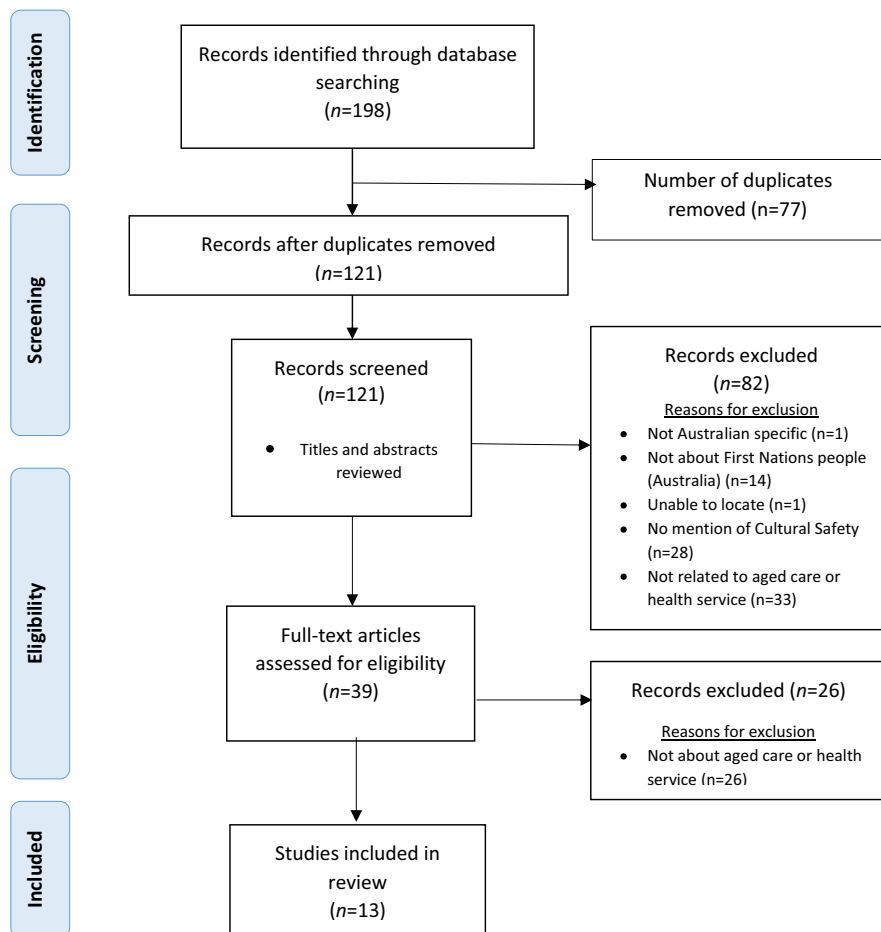 Identification
Records identified through database
searching
(n=198)
Number of duplicates
removed (n=77)
Screening
Records after duplicates removed
(n=121)
Records screened
(n=121)
• Titles and abstracts
reviewed
Records excluded
(n=82)
Reasons for exclusion
• Not Australian specific (n=1)
• Not about First Nations people
(Australia) (n=14)
• Unable to locate (n=1)
• No mention of Cultural Safety
(n=28)
• Not related to aged care or
health service (n=33)
Eligibility
Full-text articles
assessed for eligibility
(n=39)
Records excluded (n=26)
Reasons for exclusion
• Not about aged care or health
service (n=26)
Included
Studies included in
review
(n=13)